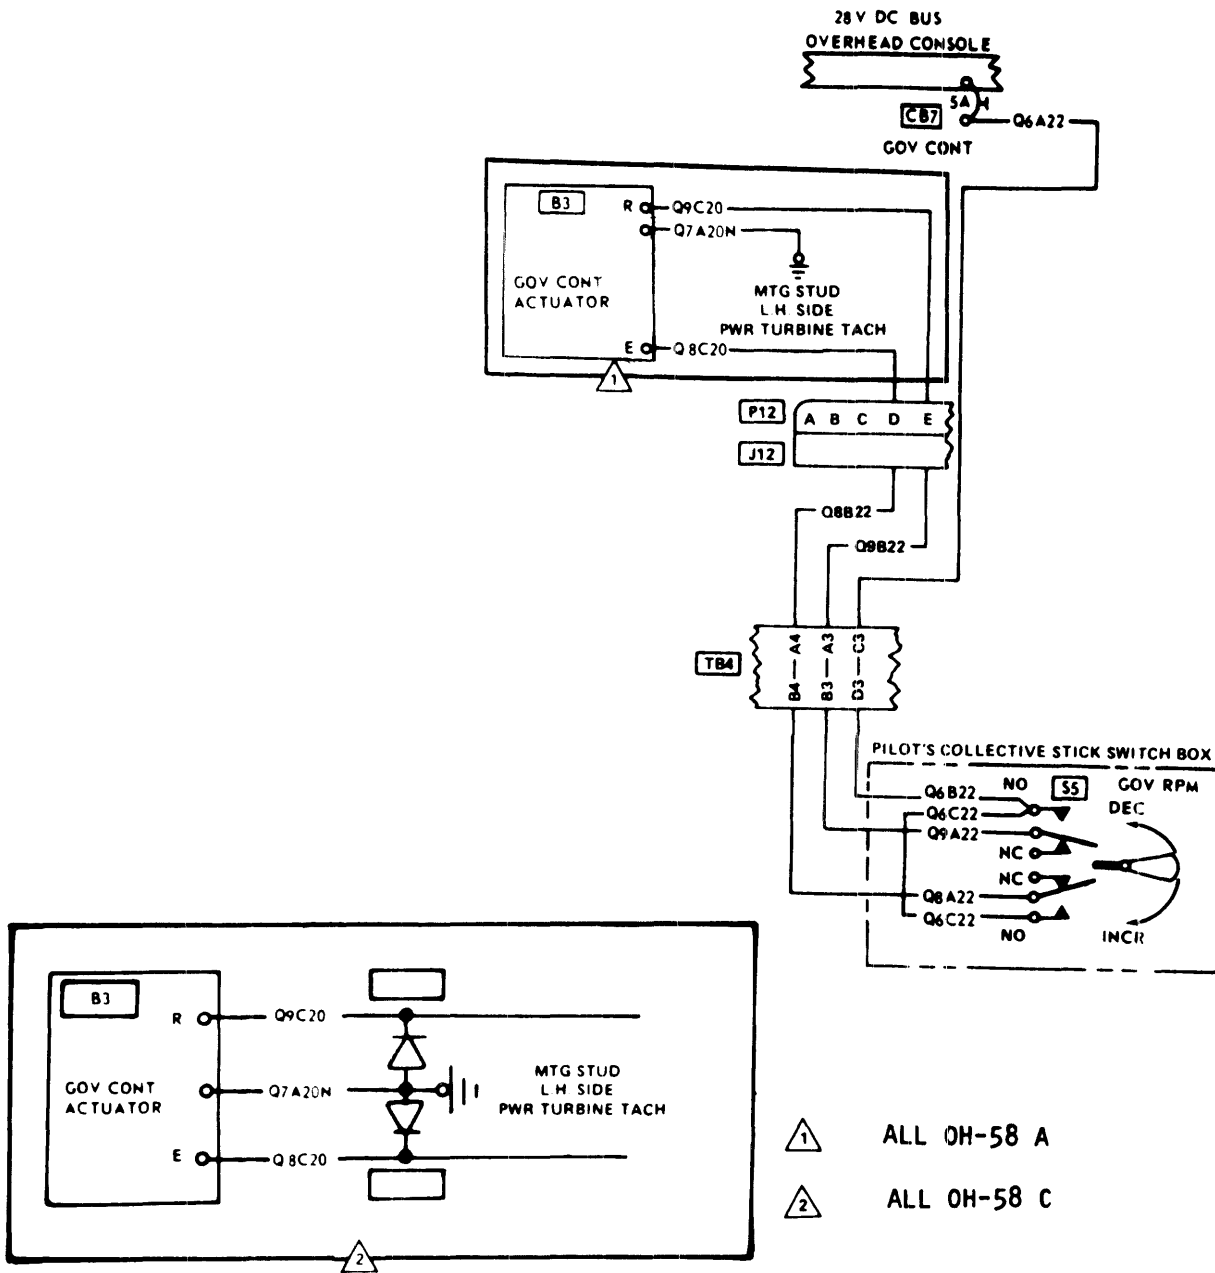 28 V DC BUS
OVERHEAD CONSOLE
5A
CB7
Q6A22
GOV CONT
B3
R
Q9C20
Q7A20N
GOV CONT
ACTUATOR
MTG STUD
L.H. SIDE
PWR TURBINE TACH
E
Q8C20
1
P12
A B C D E
J12
Q8B22
Q9B22
TB4
A4 A3 C3
B4 B3 D3
PILOT'S COLLECTIVE STICK SWITCH BOX
Q6B22
NO
S5
GOV RPM
Q6C22
DEC
Q9A22
NC
NC
Q8A22
Q6C22
NO
INCR
B3
R
Q9C20
GOV CONT
ACTUATOR
Q7A20N
MTG STUD
L.H. SIDE
PWR TURBINE TACH
E
Q8C20
2
1 ALL OH-58 A
2 ALL OH-58 C